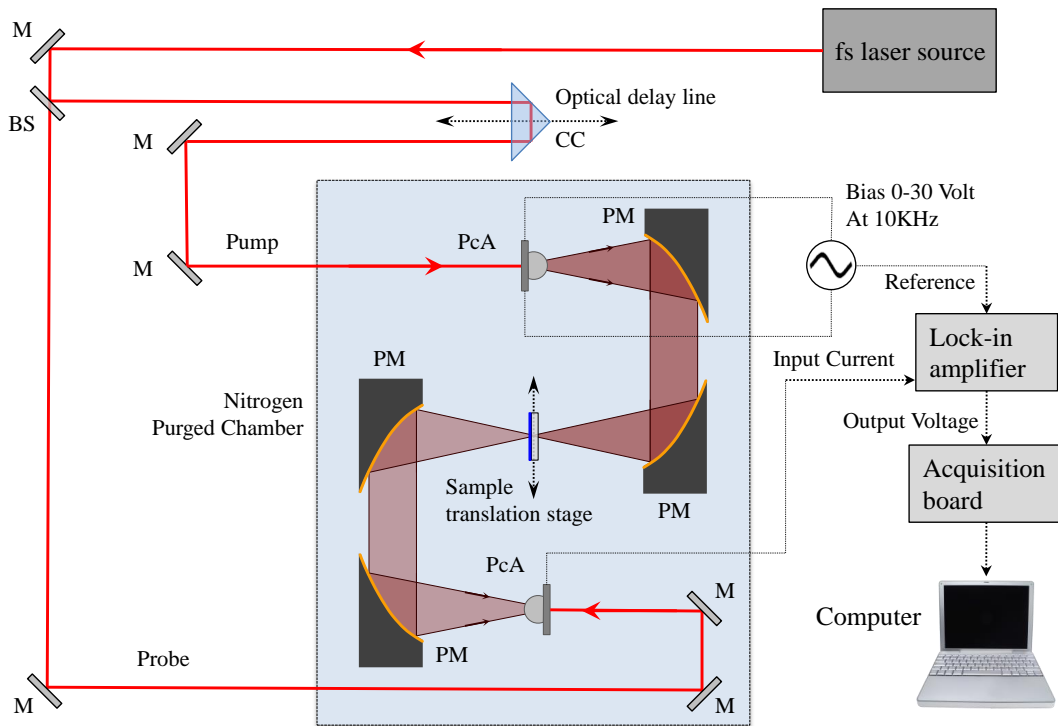 M
fs laser source
BS
Optical delay line
CC
M
Bias 0-30 Volt
At 10KHz
PM
Pump
PcA
M
Reference
Lock-in
amplifier
Input Current
PM
Nitrogen
Purged Chamber
Output Voltage
Acquisition
board
Sample
translation stage
PM
PcA
M
Computer
PM
Probe
M
M